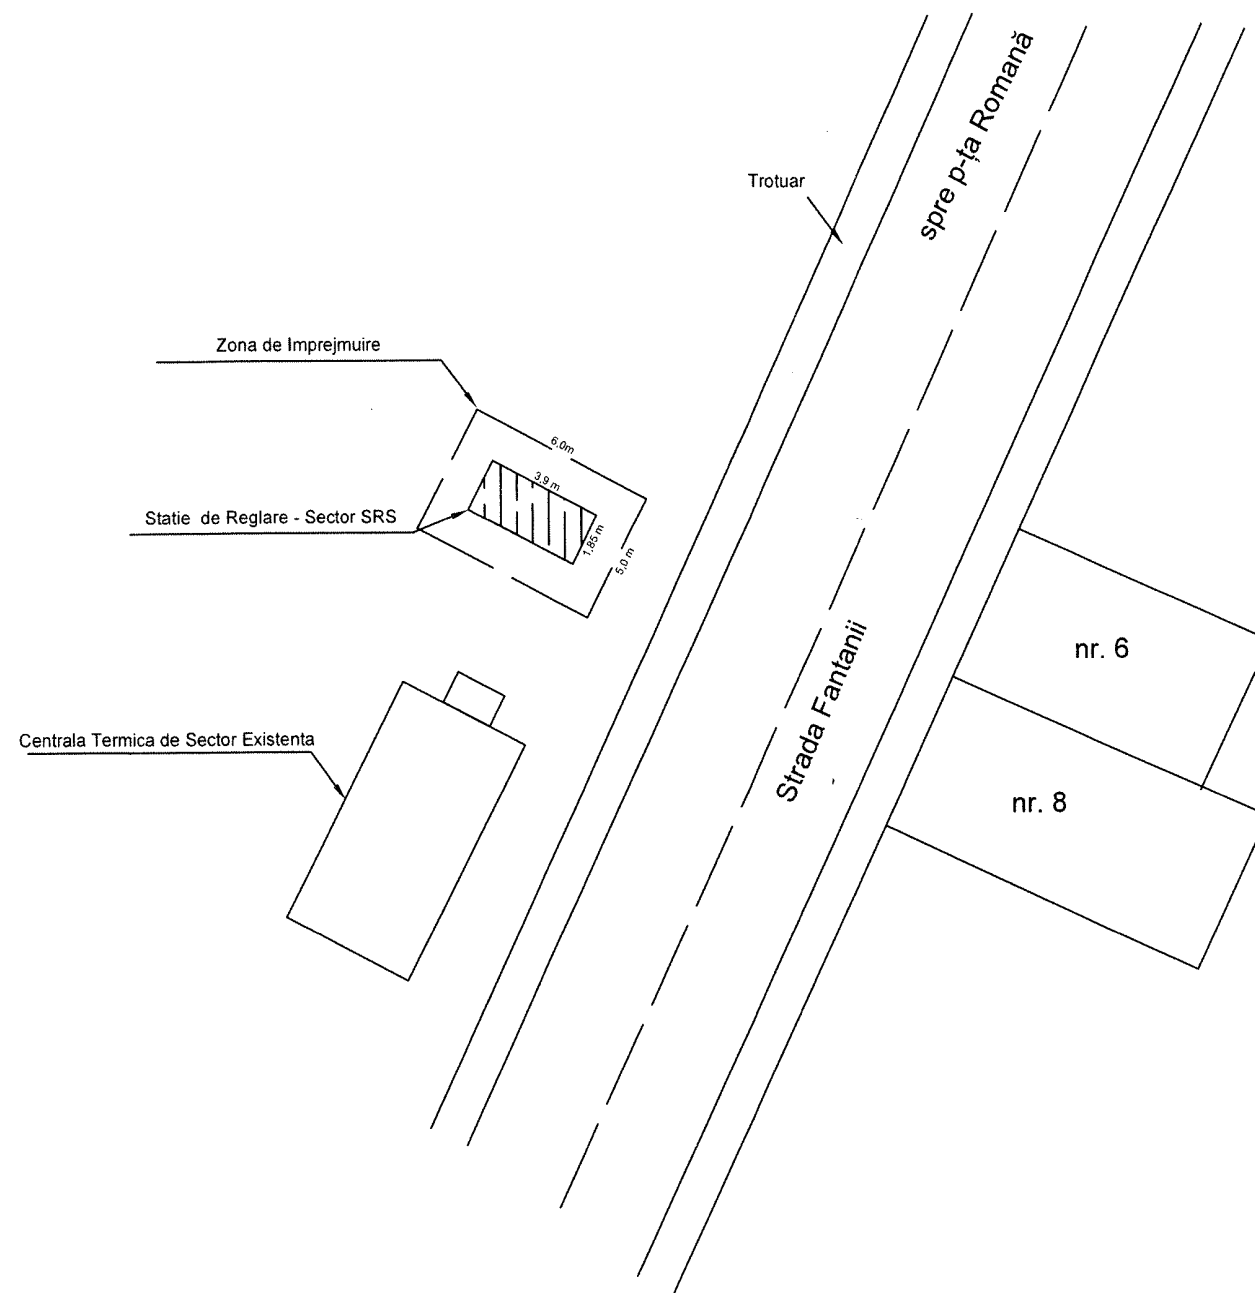 spre p-ța Romană
Trotuar
Zona de Imprejmuire
6,0m
3,9 m
Statie de Reglare - Sector SRS
1,85 m
5,0 m
Strada Fantanii
nr. 6
Centrala Termica de Sector Existenta
nr. 8